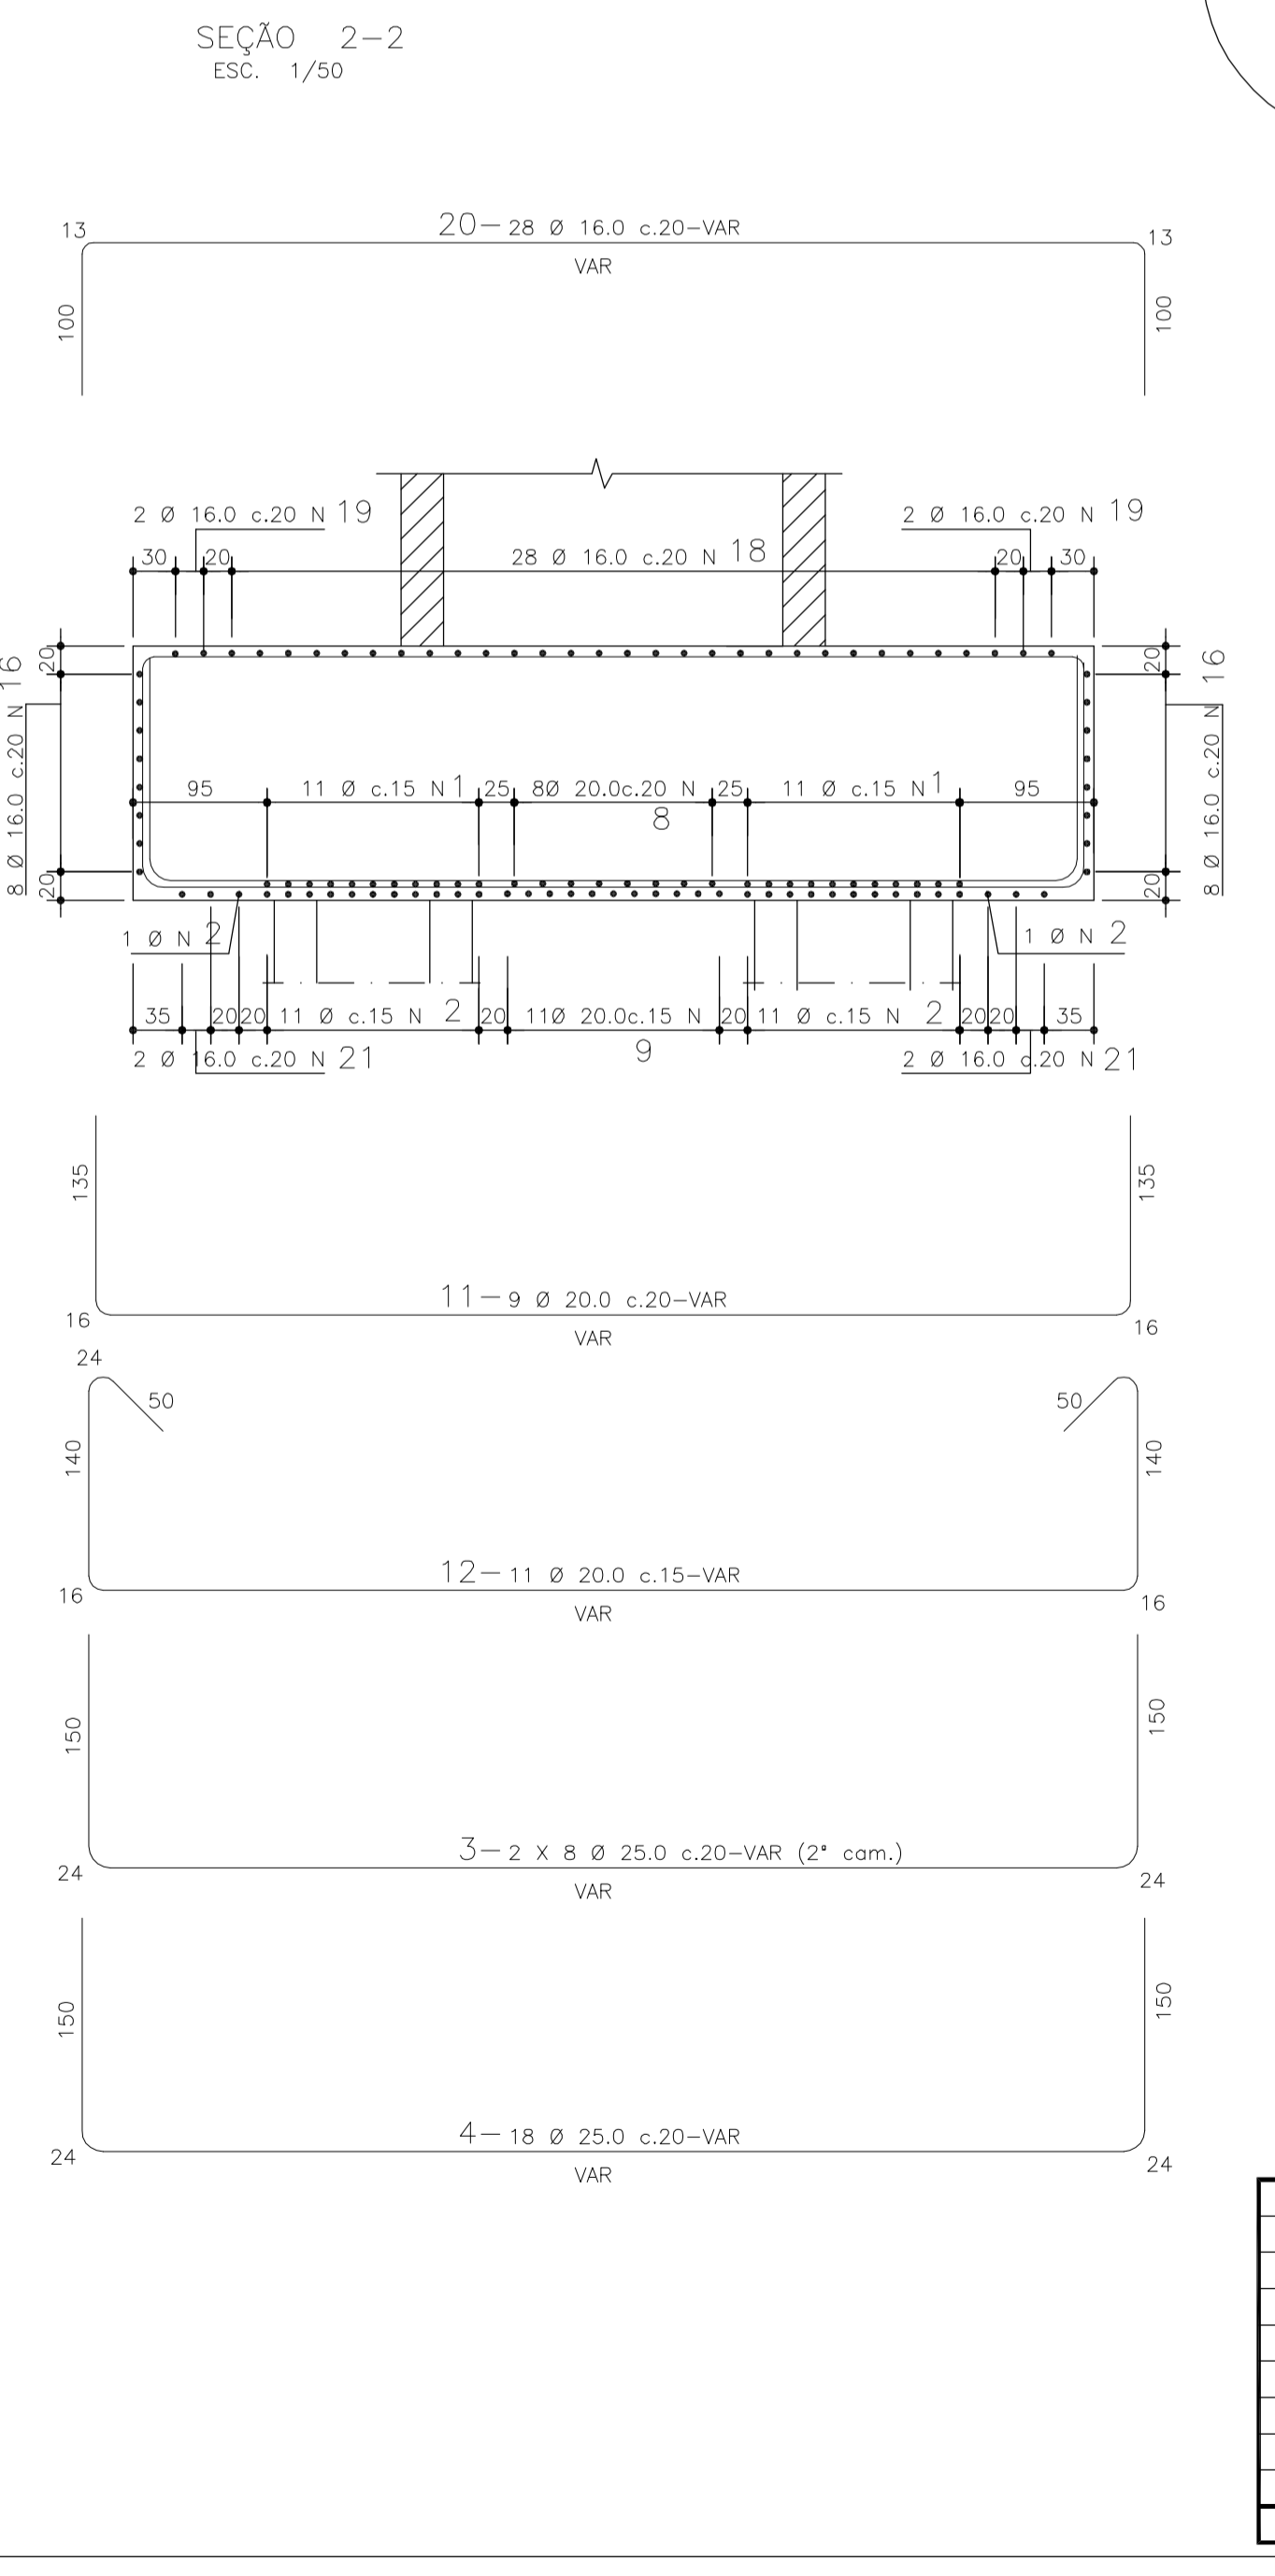 SEÇÃO 2-2
ESC. 1/50
20-28 Ø 16.0 c.20-VAR
13
13
VAR
100
100
2 Ø 16.0 c.20 N 19
2 Ø 16.0 c.20 N 19
30
20
28 Ø 16.0 c.20 N 18
20
30
20
20
8 Ø 16.0 c.20 N 16
8 Ø 16.0 c.20 N 16
95
11 Ø c.15 N 1
25
8Ø 20.0c.20 N 8
25
11 Ø c.15 N 1
95
20
20
1 Ø N 2
1 Ø N 2
35
20
20
11 Ø c.15 N 2
20
11Ø 20.0c.15 N 9
20
11 Ø c.15 N 2
20
20
35
2 Ø 16.0 c.20 N 21
2 Ø 16.0 c.20 N 21
135
135
11-9 Ø 20.0 c.20-VAR
16
16
VAR
24
50
50
140
140
12-11 Ø 20.0 c.15-VAR
16
16
VAR
150
150
3-2 X 8 Ø 25.0 c.20-VAR (2ª cam.)
24
24
VAR
150
150
4-18 Ø 25.0 c.20-VAR
24
24
VAR